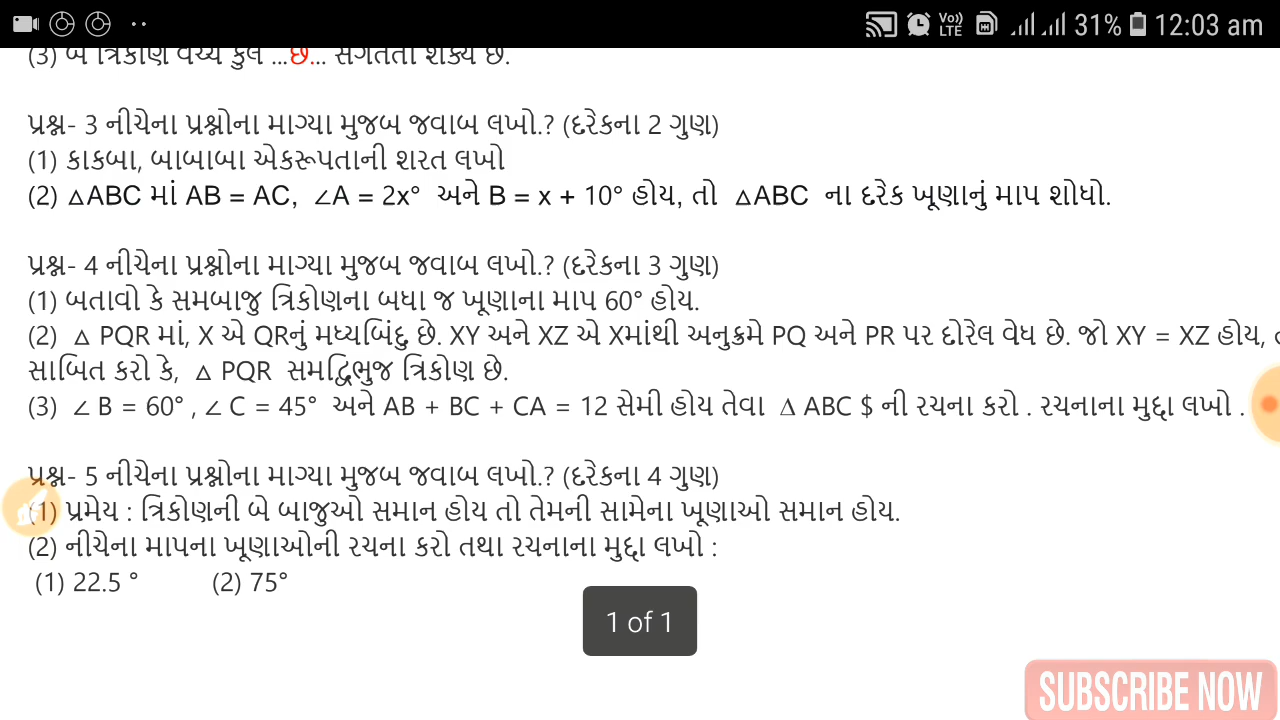 31% 12:03 am
(3) બે ત્રિકોણ વચ્ચે કુલ ...છ... સંગતતા શક્ય છે.
પ્રશ્ન- 3 નીચેના પ્રશ્નોના માગ્યા મુજબ જવાબ લખો.? (દરેકના 2 ગુણ)
(1) કાકબા, બાબાબા એકરૂપતાની શરત લખો
(2) △ABC માં AB = AC, ∠A = 2x° અને B = x + 10° હોય, તો △ABC ના દરેક ખૂણાનું માપ શોધો.
પ્રશ્ન- 4 નીચેના પ્રશ્નોના માગ્યા મુજબ જવાબ લખો.? (દરેકના 3 ગુણ)
(1) બતાવો કે સમબાજુ ત્રિકોણના બધા જ ખૂણાના માપ 60° હોય.
(2) △ PQR માં, X એ QRનું મધ્યબિંદુ છે. XY અને XZ એ Xમાંથી અનુક્રમે PQ અને PR પર દોરેલ વેધ છે. જો XY = XZ હોય,
સાબિત કરો કે, △ PQR સમદ્વિભુજ ત્રિકોણ છે.
(3) ∠ B = 60° , ∠ C = 45° અને AB + BC + CA = 12 સેમી હોય તેવા Δ ABC $ ની રચના કરો . રચનાના મુદ્દા લખો .
પ્રશ્ન- 5 નીચેના પ્રશ્નોના માગ્યા મુજબ જવાબ લખો.? (દરેકના 4 ગુણ)
(1) પ્રમેય : ત્રિકોણની બે બાજુઓ સમાન હોય તો તેમની સામેના ખૂણાઓ સમાન હોય.
(2) નીચેના માપના ખૂણાઓની રચના કરો તથા રચનાના મુદ્દા લખો :
(1) 22.5 ° (2) 75°
1 of 1
SUBSCRIBE NOW